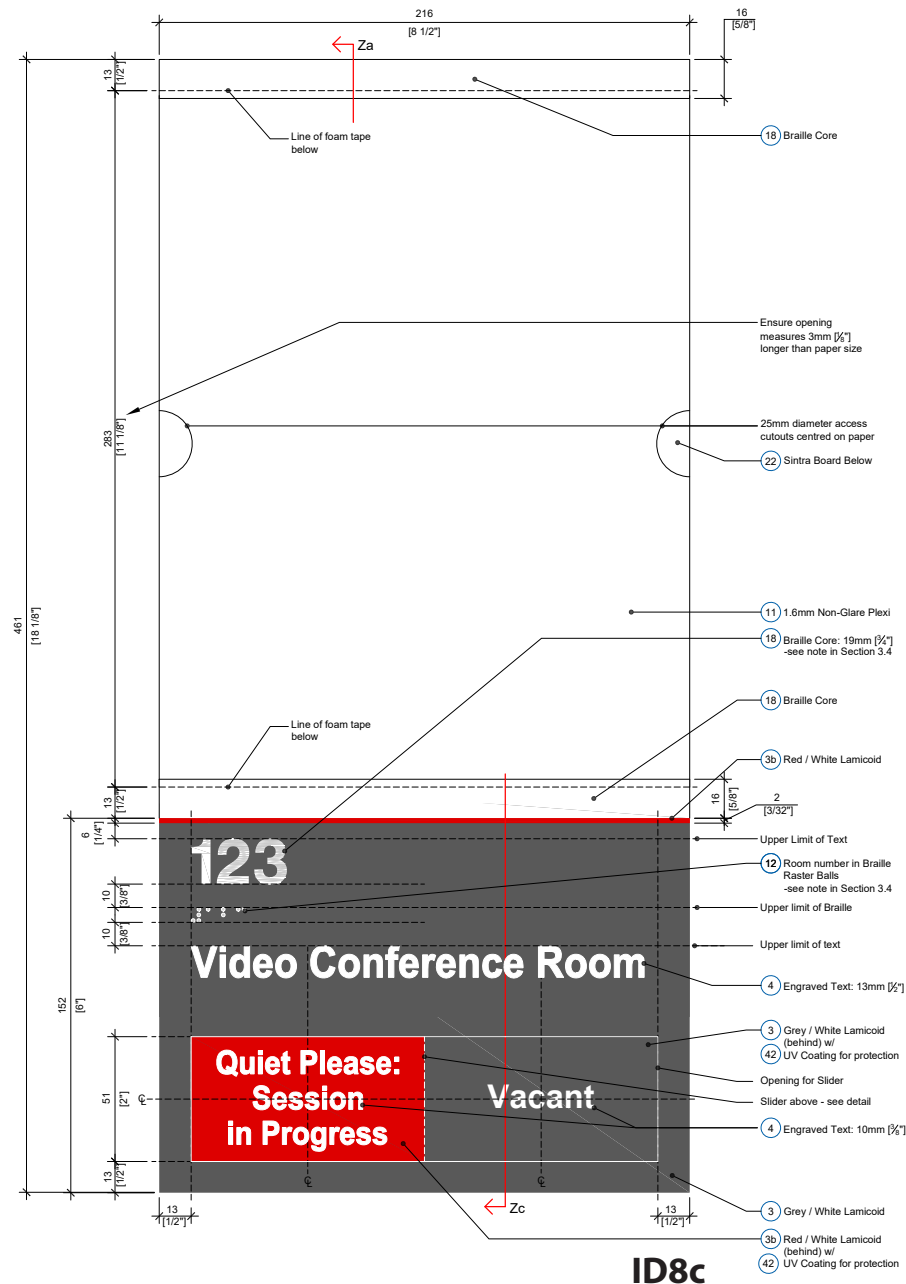 216
[8 1/2"]
16
[5/8"]
Za
13
[1/2"]
Line of foam tape
below
18 Braille Core
Ensure opening
measures 3mm [⅛"]
longer than paper size
283
[11 1/8"]
25mm diameter access
cutouts centred on paper
22 Sintra Board Below
461
[18 1/8"]
11 1.6mm Non-Glare Plexi
18 Braille Core: 19mm [¾"]
-see note in Section 3.4
18 Braille Core
Line of foam tape
below
3b Red / White Lamicoid
13
[1/2"]
16
[5/8"]
2
[3/32"]
6
[1/4"]
Upper Limit of Text
123
12 Room number in Braille
Raster Balls
-see note in Section 3.4
10
[3/8"]
Upper limit of Braille
10
[3/8"]
Upper limit of text
Video Conference Room
4 Engraved Text: 13mm [½"]
152
[6"]
3 Grey / White Lamicoid
(behind) w/
42 UV Coating for protection
Opening for Slider
Quiet Please:
Session
in Progress
Vacant
51
[2"]
℄
Slider above - see detail
4 Engraved Text: 10mm [⅜"]
13
[1/2"]
℄
℄
13
[1/2"]
Zc
13
[1/2"]
3 Grey / White Lamicoid
3b Red / White Lamicoid
(behind) w/
42 UV Coating for protection
ID8c